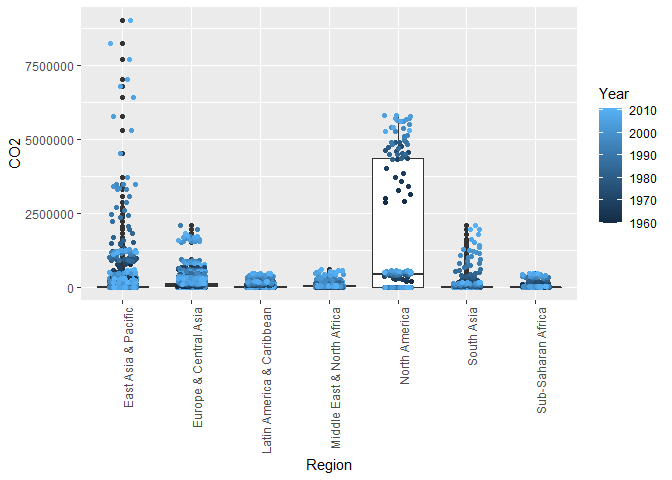 CO2
7500000
5000000
2500000
0
East Asia & Pacific
Europe & Central Asia
Latin America & Caribbean
Middle East & North Africa
North America
South Asia
Sub-Saharan Africa
Region
Year
2010
2000
1990
1980
1970
1960